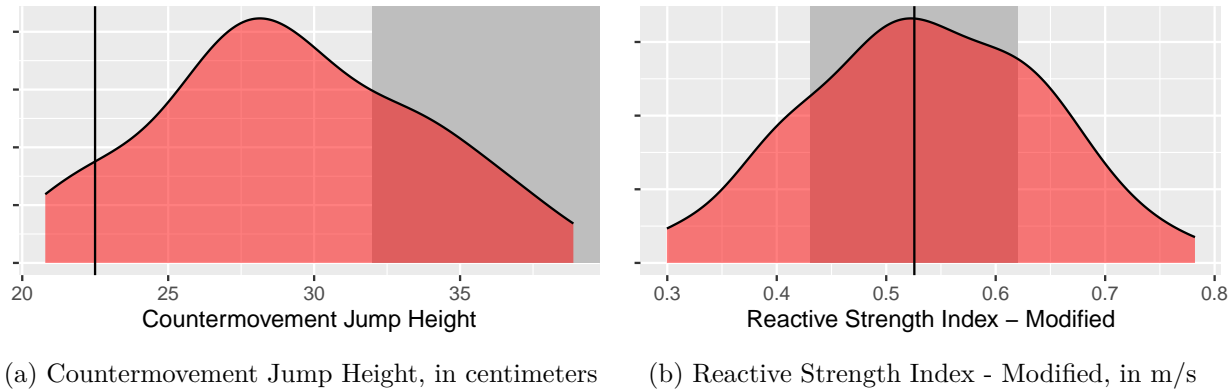 20 25 30 35
Countermovement Jump Height
(a) Countermovement Jump Height, in centimeters
0.3 0.4 0.5 0.6 0.7 0.8
Reactive Strength Index − Modified
(b) Reactive Strength Index - Modified, in m/s